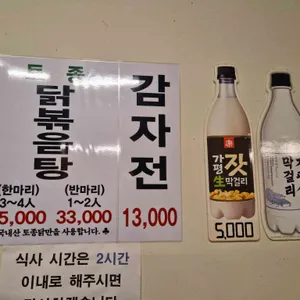 토종
닭볶음탕
(한마리) (반마리)
3~4人 1~2人
5,000 33,000
국내산 토종닭만을 사용합니다.
감자전
13,000
가평
잣
生막걸리
5,000
막걸리
식사 시간은 2시간
이내로 해주시면